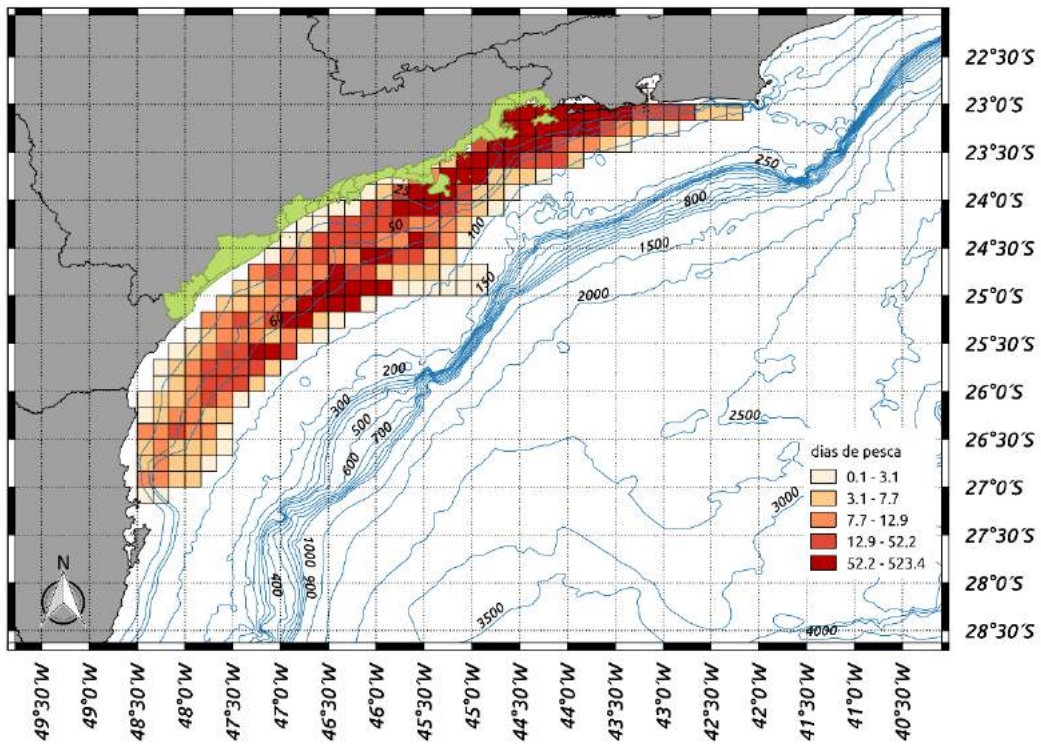 22°30'S
23°0'S
23°30'S
24°0'S
24°30'S
25°0'S
25°30'S
26°0'S
26°30'S
27°0'S
27°30'S
28°0'S
28°30'S
25
50
100
60
150
250
800
1500
2000
200
300
500
700
600
2500
3000
1000
900
400
3500
4000
dias de pesca
0.1 - 3.1
3.1 - 7.7
7.7 - 12.9
12.9 - 52.2
52.2 - 523.4
N
49°30'W
49°0'W
48°30'W
48°0'W
47°30'W
47°0'W
46°30'W
46°0'W
45°30'W
45°0'W
44°30'W
44°0'W
43°30'W
43°0'W
42°30'W
42°0'W
41°30'W
41°0'W
40°30'W